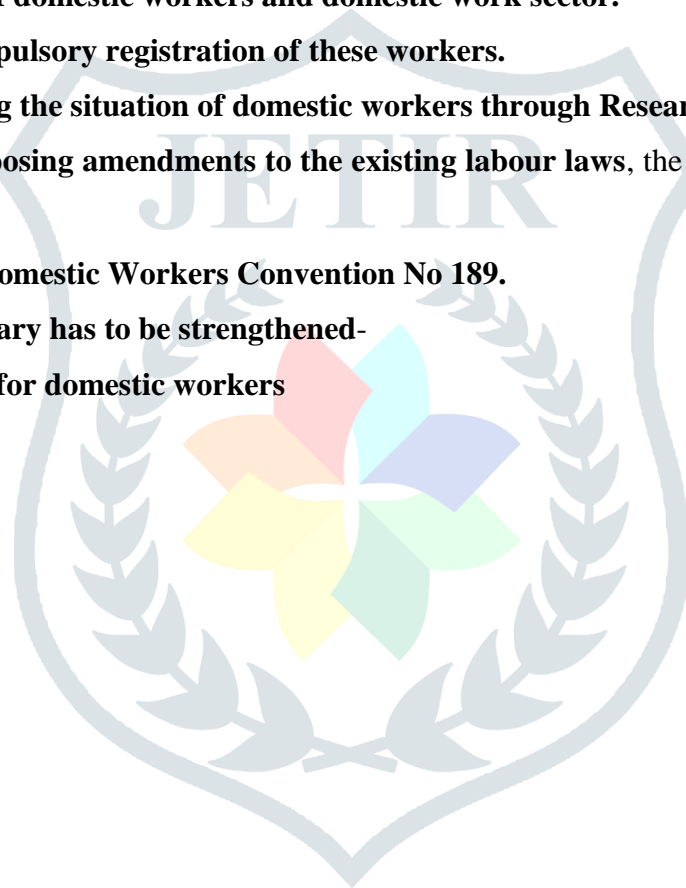 domestic workers and domestic work sector.
pulsory registration of these workers.
g the situation of domestic workers through Resear
posing amendments to the existing labour laws, the
JETIR
omestic Workers Convention No 189.
ary has to be strengthened-
for domestic workers